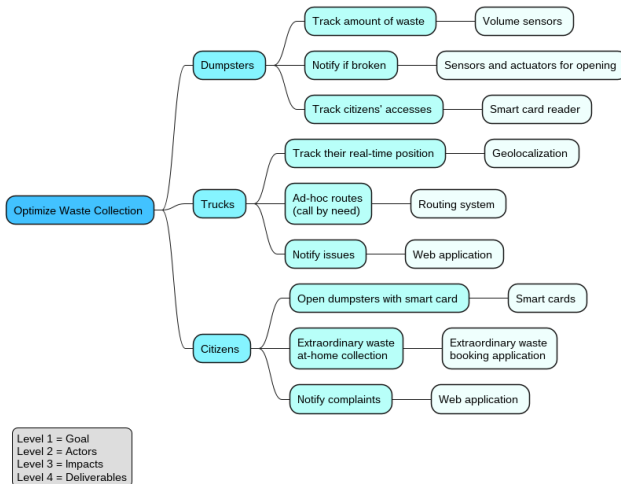 Track amount of waste
Volume sensors
Dumpsters
Notify if broken
Sensors and actuators for opening
Track citizens' accesses
Smart card reader
Track their real-time position
Geolocalization
Optimize Waste Collection
Trucks
Ad-hoc routes
(call by need)
Routing system
Notify issues
Web application
Open dumpsters with smart card
Smart cards
Citizens
Extraordinary waste
at-home collection
Extraordinary waste
booking application
Notify complaints
Web application
Level 1 = Goal
Level 2 = Actors
Level 3 = Impacts
Level 4 = Deliverables